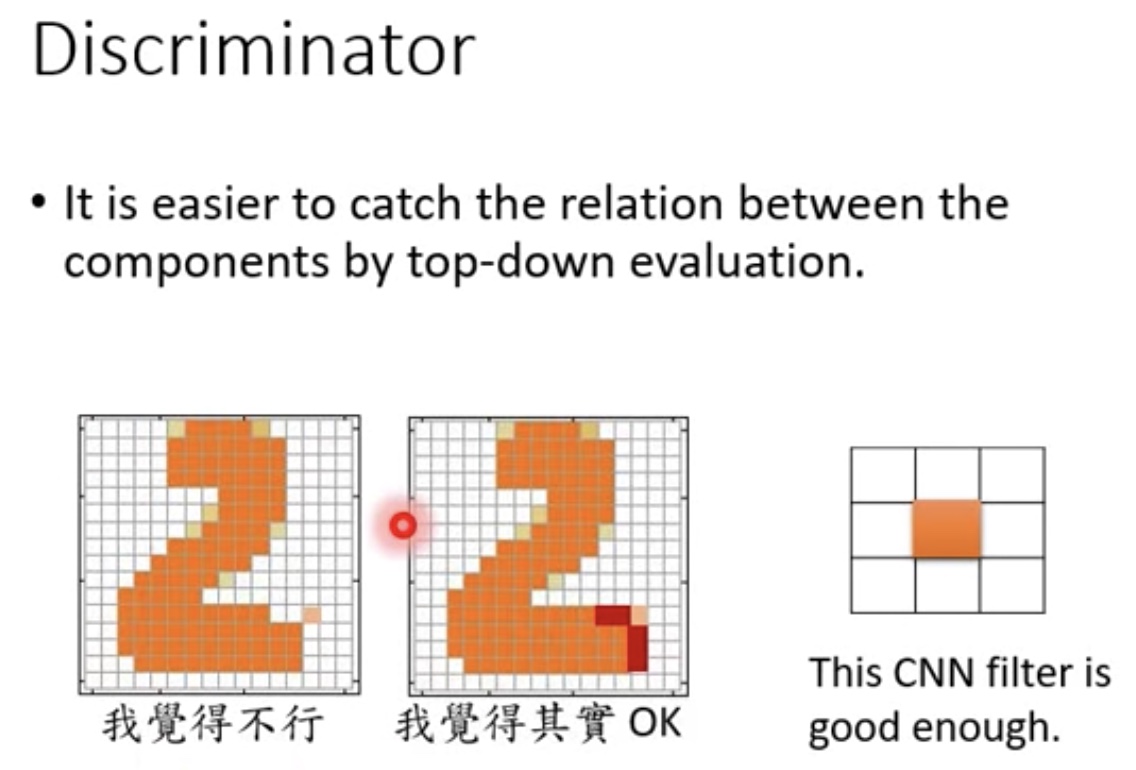 Discriminator
• It is easier to catch the relation between the
components by top-down evaluation.
我覺得不行
我覺得其實 OK
This CNN filter is
good enough.